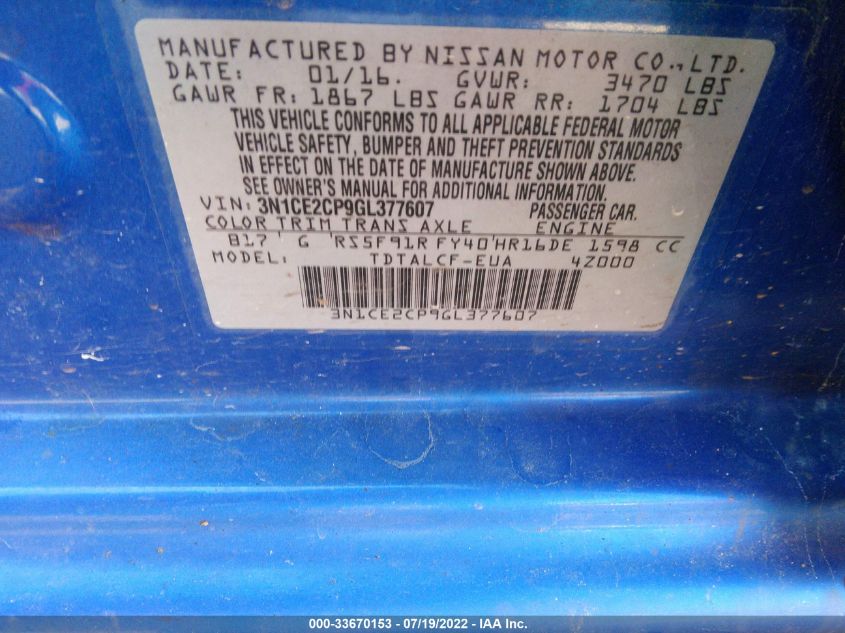 MANUFACTURED BY NISSAN MOTOR CO., LTD.
DATE: 01/16. GVWR: 3470 LBS
GAWR FR: 1867 LBS GAWR RR: 1704 LBS
THIS VEHICLE CONFORMS TO ALL APPLICABLE FEDERAL MOTOR
VEHICLE SAFETY, BUMPER AND THEFT PREVENTION STANDARDS
IN EFFECT ON THE DATE OF MANUFACTURE SHOWN ABOVE.
SEE OWNER'S MANUAL FOR ADDITIONAL INFORMATION.
VIN: 3N1CE2CP9GL377607 PASSENGER CAR.
COLOR TRIM TRANS AXLE ENGINE
B17 G RS5F91R FY40 HR16DE 1598 CC
MODEL: TDTALCF-EUA 4Z000
3N1CE2CP9GL377607
000-33670153 - 07/19/2022 - IAA Inc.